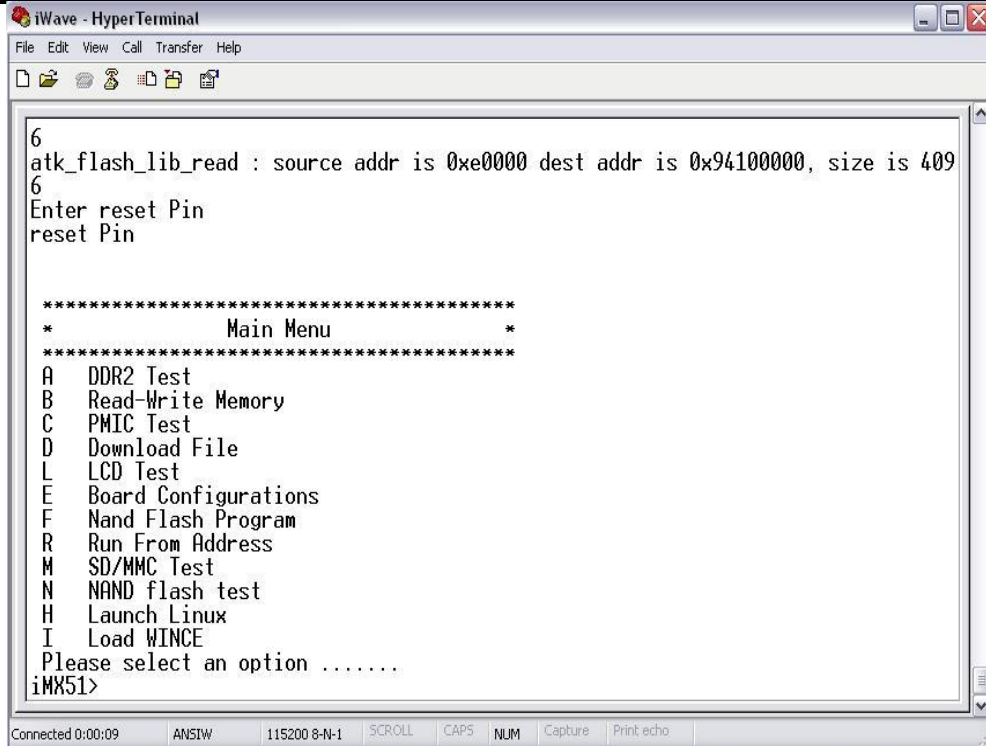 iWave - HyperTerminal
File Edit View Call Transfer Help
6
atk_flash_lib_read : source addr is 0xe0000 dest addr is 0x94100000, size is 409
6
Enter reset Pin
reset Pin
*****************************************
* Main Menu *
*****************************************
A DDR2 Test
B Read-Write Memory
C PMIC Test
D Download File
L LCD Test
E Board Configurations
F Nand Flash Program
R Run From Address
M SD/MMC Test
N NAND flash test
H Launch Linux
I Load WINCE
Please select an option .......
iMX51>
Connected 0:00:09 ANSIW 115200 8-N-1 SCROLL CAPS NUM Capture Print echo